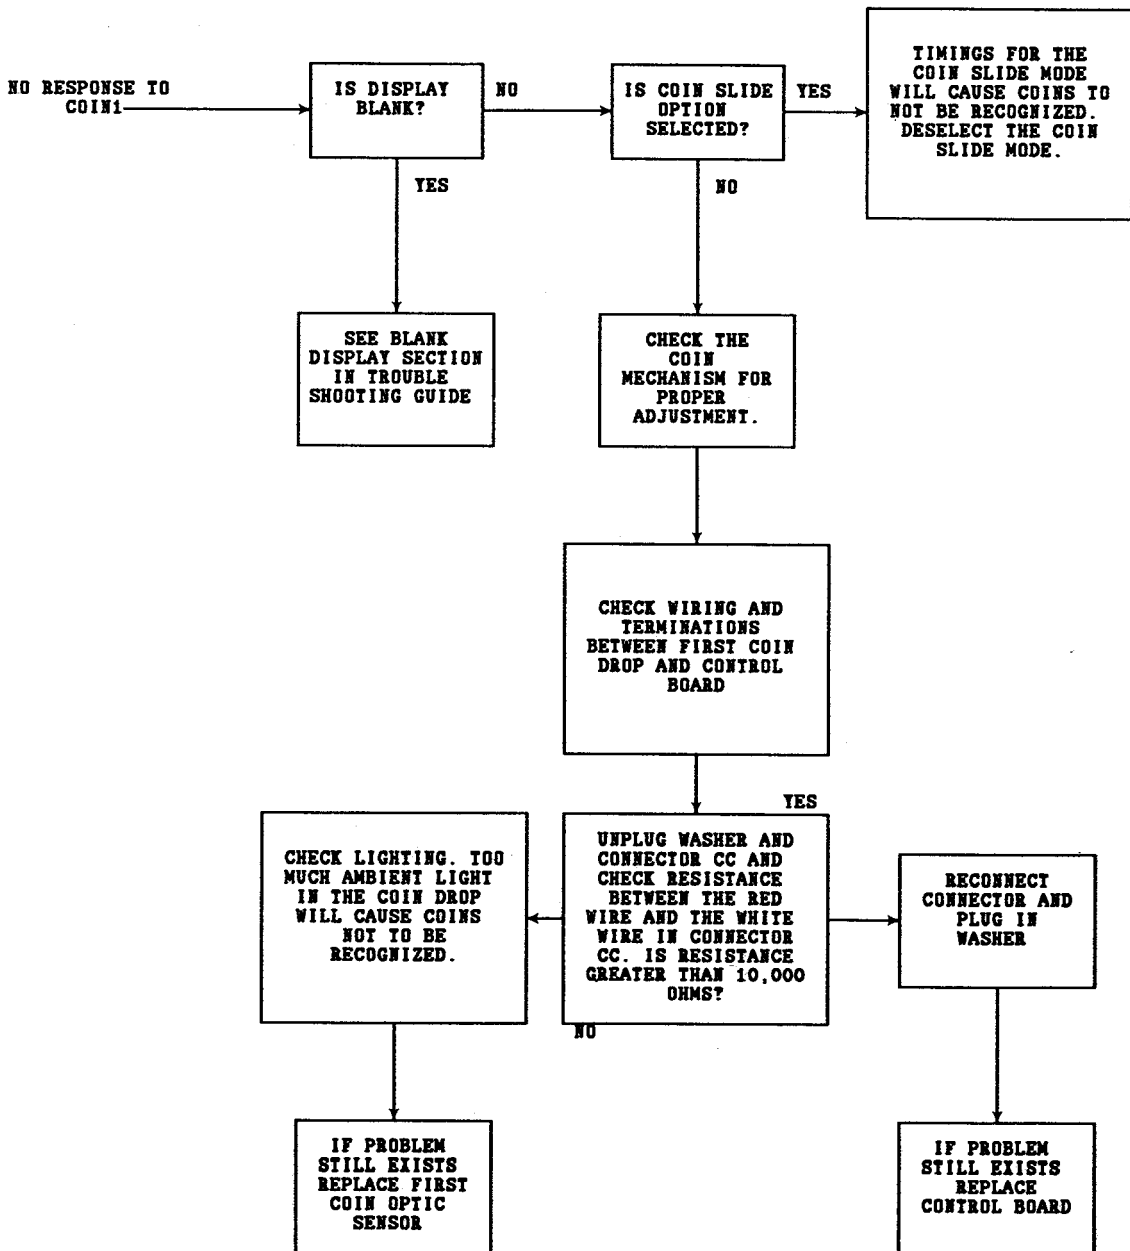 NO RESPONSE TO
COIN1
IS DISPLAY
BLANK?
NO
IS COIN SLIDE
OPTION
SELECTED?
YES
TIMINGS FOR THE
COIN SLIDE MODE
WILL CAUSE COINS TO
NOT BE RECOGNIZED.
DESELECT THE COIN
SLIDE MODE.
YES
NO
SEE BLANK
DISPLAY SECTION
IN TROUBLE
SHOOTING GUIDE
CHECK THE
COIN
MECHANISM FOR
PROPER
ADJUSTMENT.
CHECK WIRING AND
TERMINATIONS
BETWEEN FIRST COIN
DROP AND CONTROL
BOARD
YES
CHECK LIGHTING. TOO
MUCH AMBIENT LIGHT
IN THE COIN DROP
WILL CAUSE COINS
NOT TO BE
RECOGNIZED.
UNPLUG WASHER AND
CONNECTOR CC AND
CHECK RESISTANCE
BETWEEN THE RED
WIRE AND THE WHITE
WIRE IN CONNECTOR
CC. IS RESISTANCE
GREATER THAN 10,000
OHMS?
RECONNECT
CONNECTOR AND
PLUG IN
WASHER
NO
IF PROBLEM
STILL EXISTS
REPLACE FIRST
COIN OPTIC
SENSOR
IF PROBLEM
STILL EXISTS
REPLACE
CONTROL BOARD